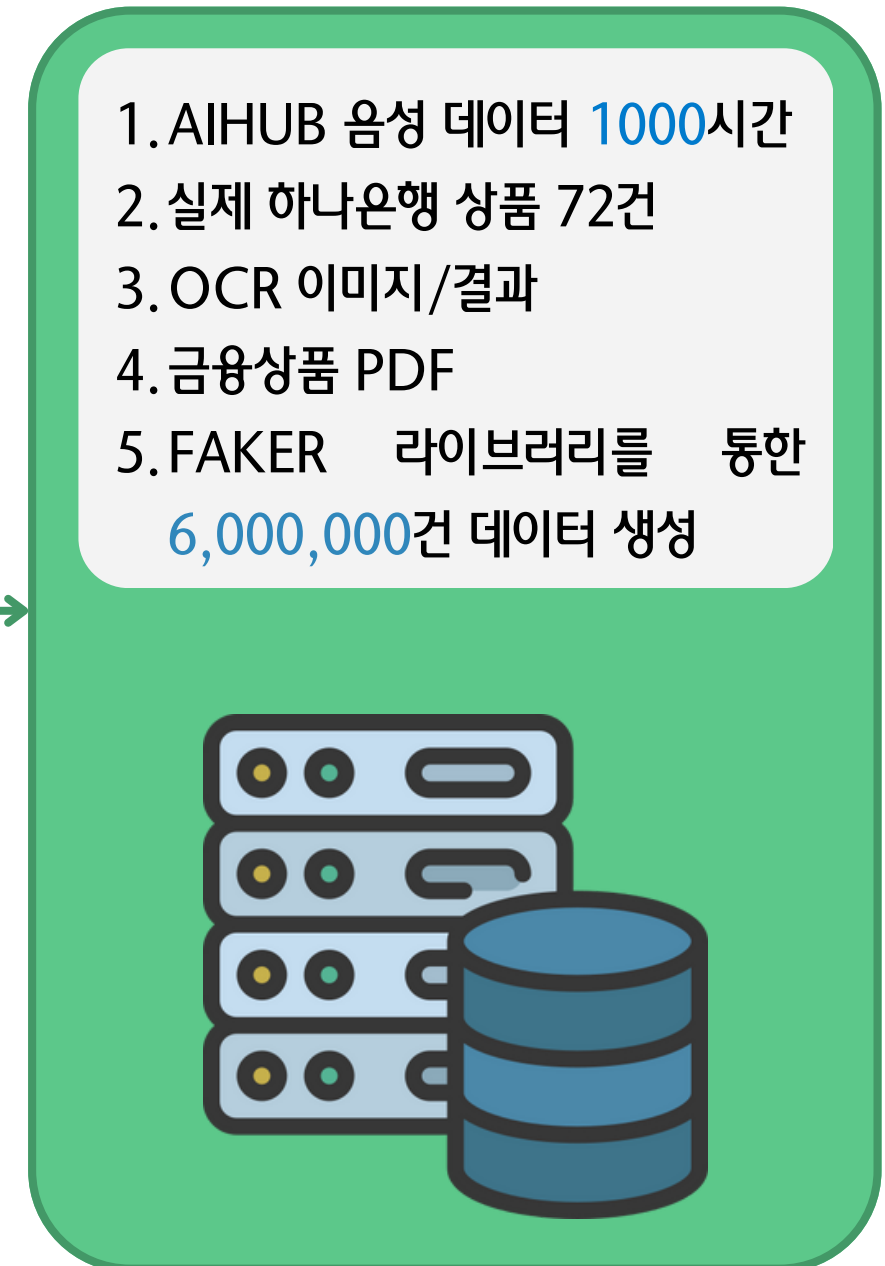 1. AIHUB 음성 데이터 1000시간
2. 실제 하나은행 상품 72건
3. OCR 이미지/결과
4. 금융상품 PDF
5. FAKER 라이브러리를 통한
6,000,000건 데이터 생성